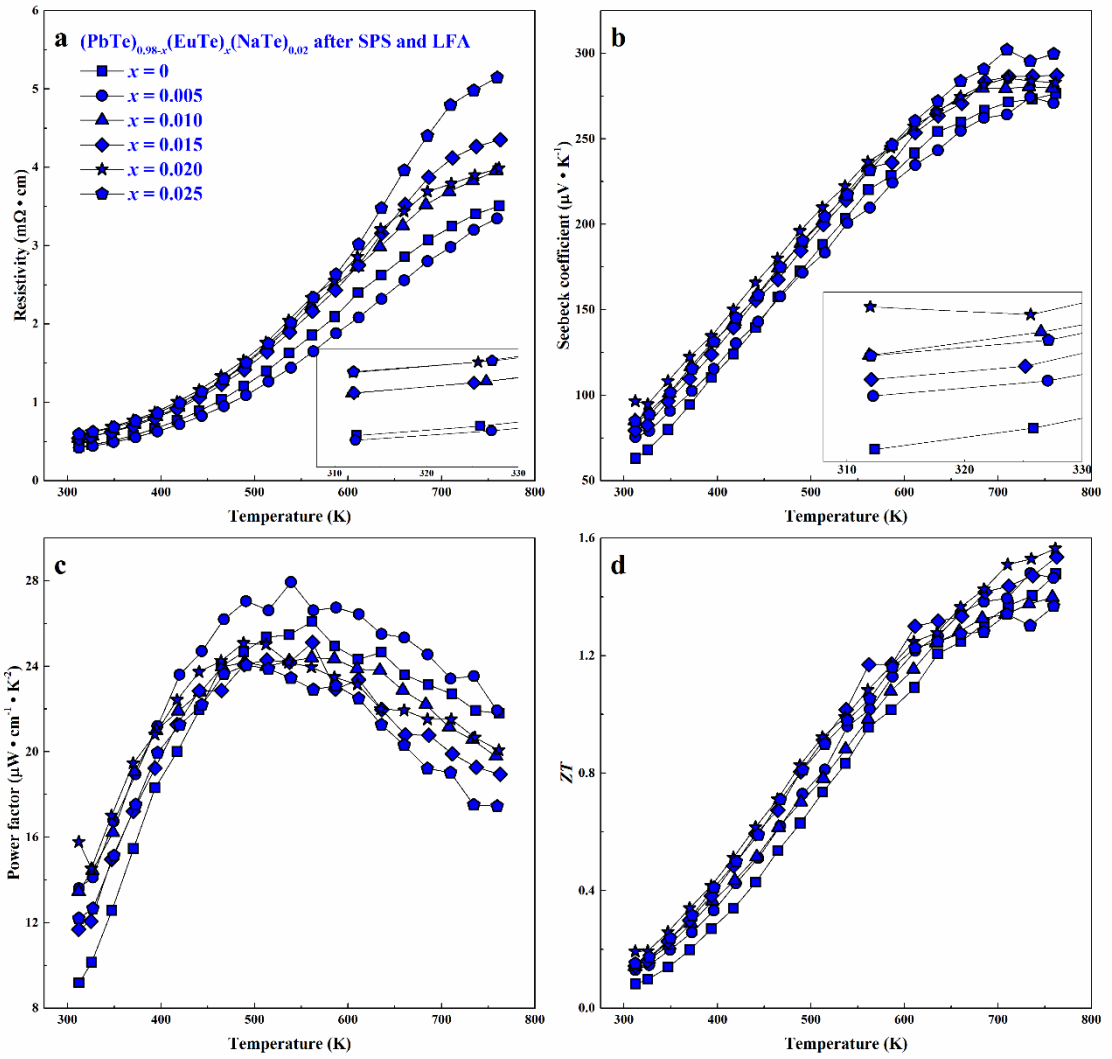 a
(PbTe)0.98-x(EuTe)x(NaTe)0.02 after SPS and LFA
x = 0
x = 0.005
x = 0.010
x = 0.015
x = 0.020
x = 0.025
Resistivity (mΩ • cm)
6
5
4
3
2
1
0
310 320 330
300 400 500 600 700 800
Temperature (K)
b
Seebeck coefficient (μV • K-1)
300
250
200
150
100
50
310 320 330
300 400 500 600 700 800
Temperature (K)
c
Power factor (μW • cm-1 • K-2)
28
24
20
16
12
8
300 400 500 600 700 800
Temperature (K)
d
ZT
1.6
1.2
0.8
0.4
0.0
300 400 500 600 700 800
Temperature (K)